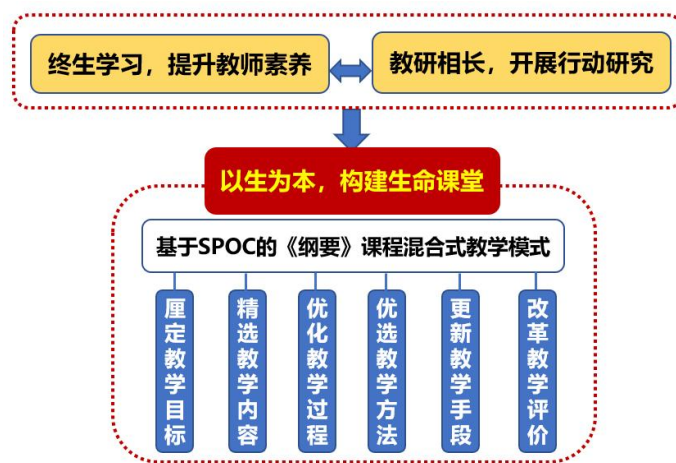 终生学习，提升教师素养
教研相长，开展行动研究
以生为本，构建生命课堂
基于SPOC的《纲要》课程混合式教学模式
厘定教学目标
精选教学内容
优化教学过程
优选教学方法
更新教学手段
改革教学评价